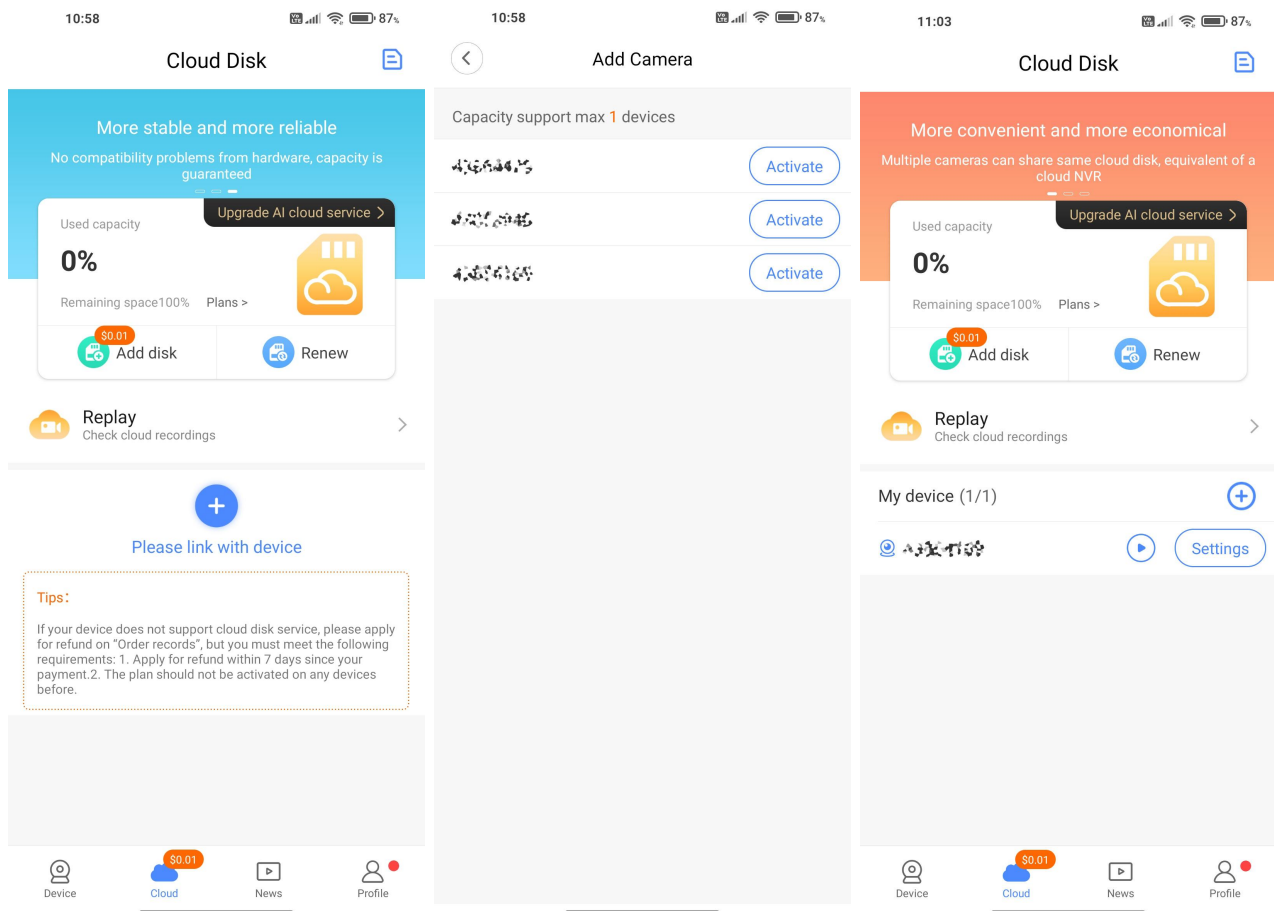 10:58
Vo LTE
87%
Cloud Disk
More stable and more reliable
No compatibility problems from hardware, capacity is
guaranteed
Upgrade AI cloud service >
Used capacity
0%
Remaining space100% Plans >
$0.01
Add disk
Renew
Replay
Check cloud recordings
Please link with device
Tips:
If your device does not support cloud disk service, please apply
for refund on “Order records”, but you must meet the following
requirements: 1. Apply for refund within 7 days since your
payment.2. The plan should not be activated on any devices
before.
$0.01
Device
Cloud
News
Profile
10:58
Vo LTE
87%
Add Camera
Capacity support max 1 devices
Activate
Activate
Activate
11:03
Vo LTE
87%
Cloud Disk
More convenient and more economical
Multiple cameras can share same cloud disk, equivalent of a
cloud NVR
Upgrade AI cloud service >
Used capacity
0%
Remaining space100% Plans >
$0.01
Add disk
Renew
Replay
Check cloud recordings
My device (1/1)
Settings
$0.01
Device
Cloud
News
Profile